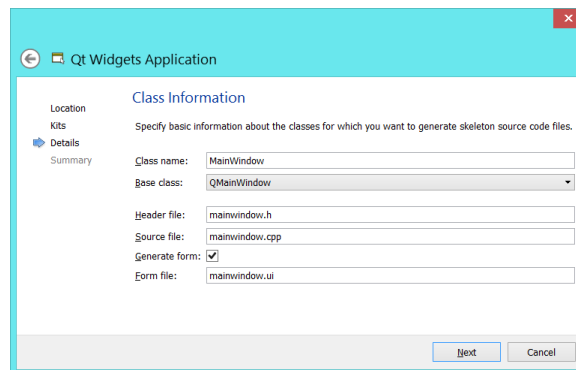 Qt Widgets Application
Class Information
Location
Kits
Details
Summary
Specify basic information about the classes for which you want to generate skeleton source code files.
Class name: MainWindow
Base class: QMainWindow
Header file: mainwindow.h
Source file: mainwindow.cpp
Generate form:
Form file: mainwindow.ui
Next Cancel